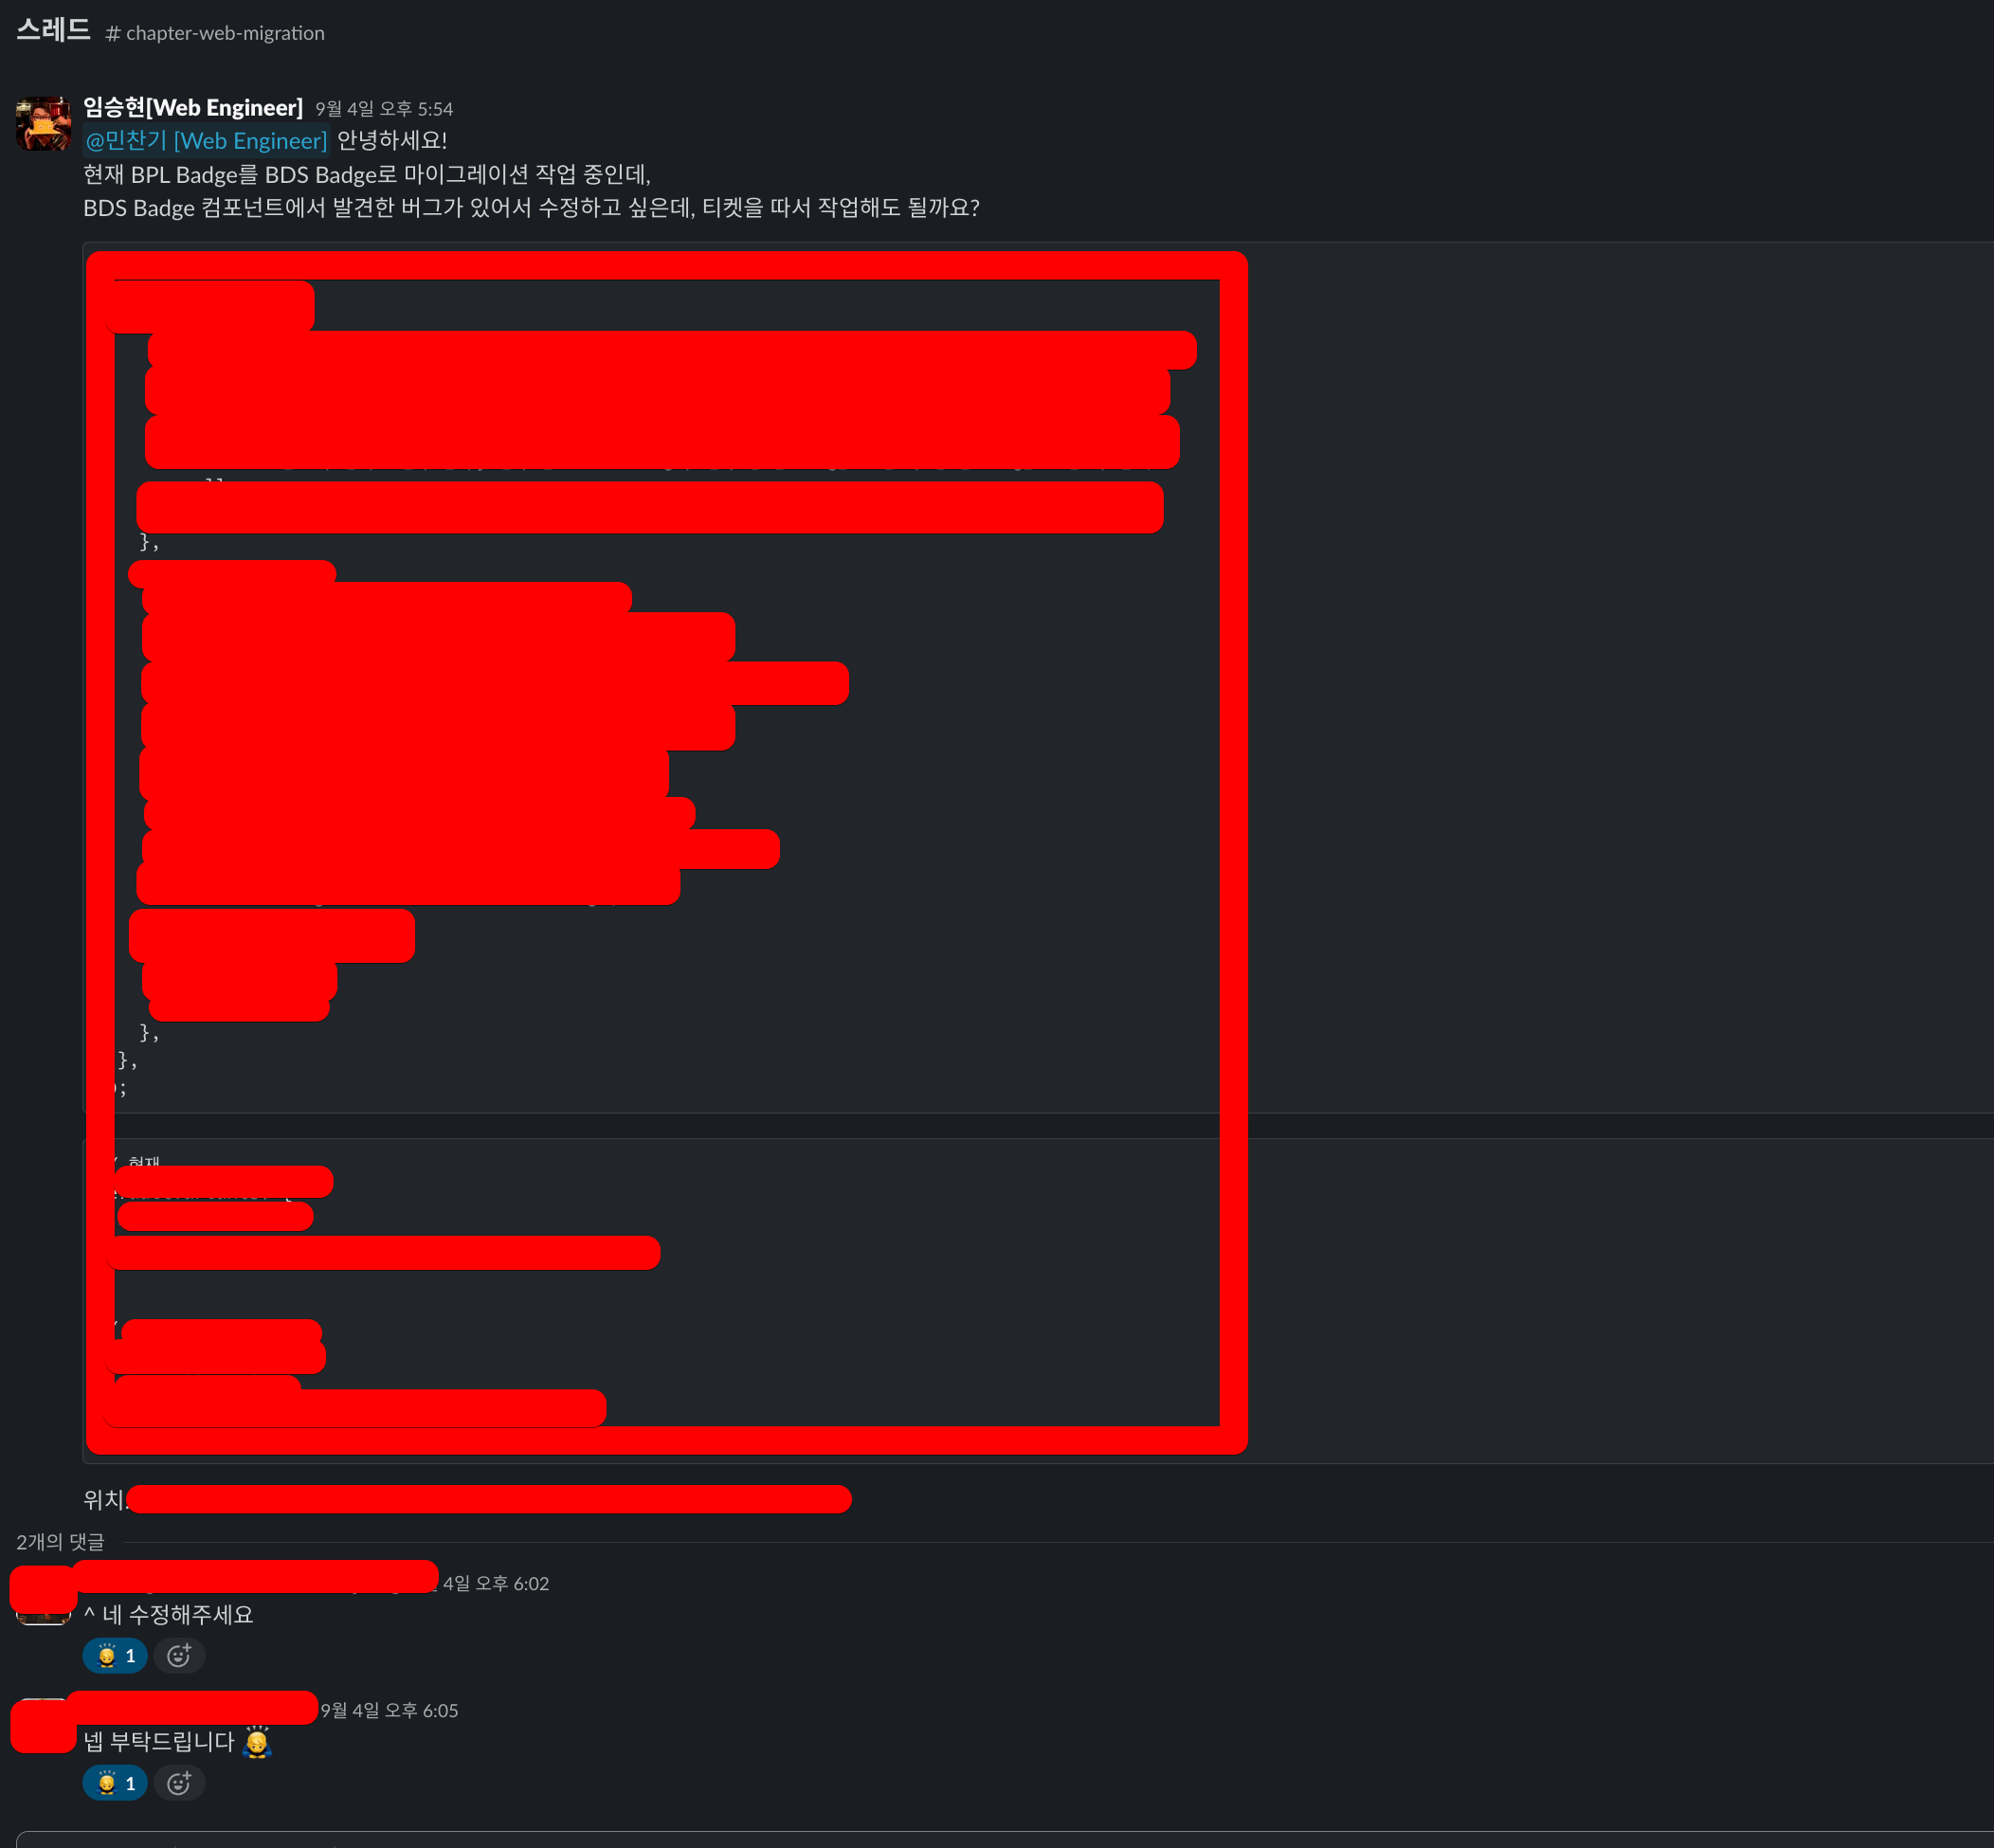 스레드 # chapter-web-migration
임승현[Web Engineer] 9월 4일 오후 5:54
@민찬기 [Web Engineer] 안녕하세요!
현재 BPL Badge를 BDS Badge로 마이그레이션 작업 중인데,
BDS Badge 컴포넌트에서 발견한 버그가 있어서 수정하고 싶은데, 티켓을 따서 작업해도 될까요?
},
},
},
;
현재
위치
2개의 댓글
4일 오후 6:02
^ 네 수정해주세요
1
9월 4일 오후 6:05
넵 부탁드립니다
1